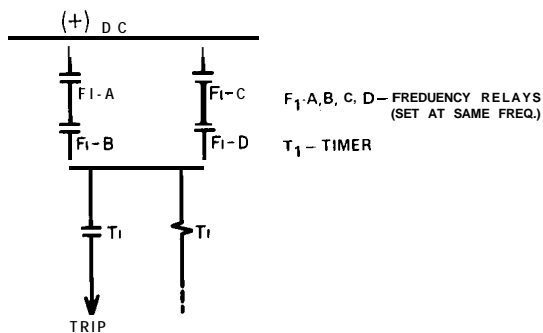 (+) DC
F1-A
F1-C
F1-B
F1-D
F1-A,B, C, D— FREDUENCY RELAYS
(SET AT SAME FREQ.)
T1— TIMER
T1
T1
TRIP